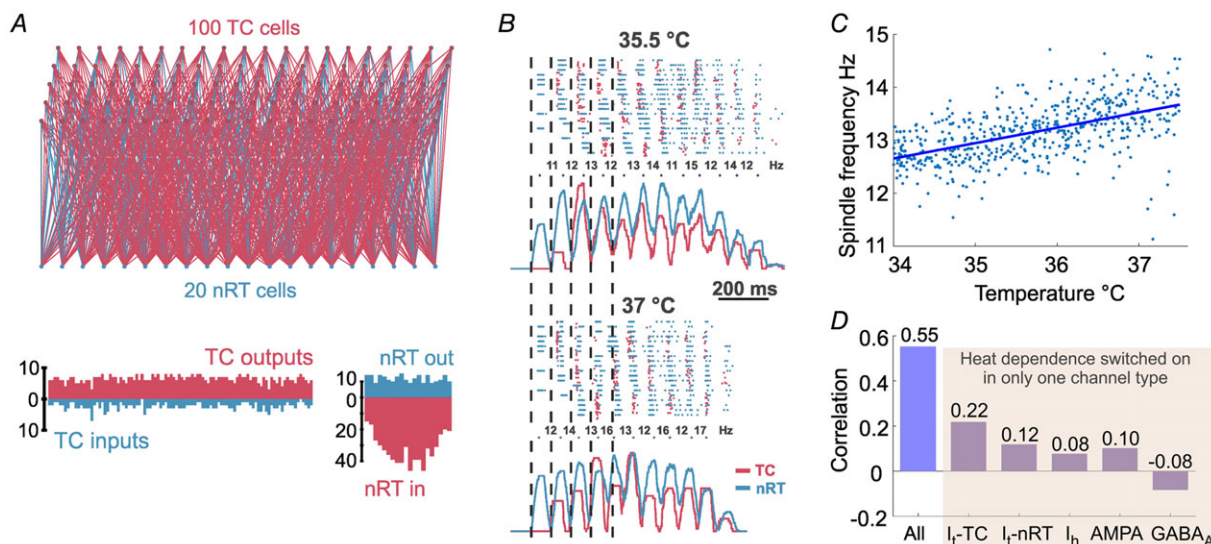 A
100 TC cells
20 nRT cells
10
0
10
TC outputs
TC inputs
10
0
20
40
nRT out
nRT in
B
35.5 °C
11 12 13 12 13 14 11 15 12 14 12 Hz
200 ms
37 °C
12 14 13 16 13 12 16 12 17 Hz
TC
nRT
C
Spindle frequency Hz
15
14
13
12
11
34 35 36 37
Temperature °C
D
Correlation
0.6
0.4
0.2
0
-0.2
Heat dependence switched on
in only one channel type
0.55
0.22
0.12
0.08
0.10
-0.08
All It-TC It-nRT Ih AMPA GABAA